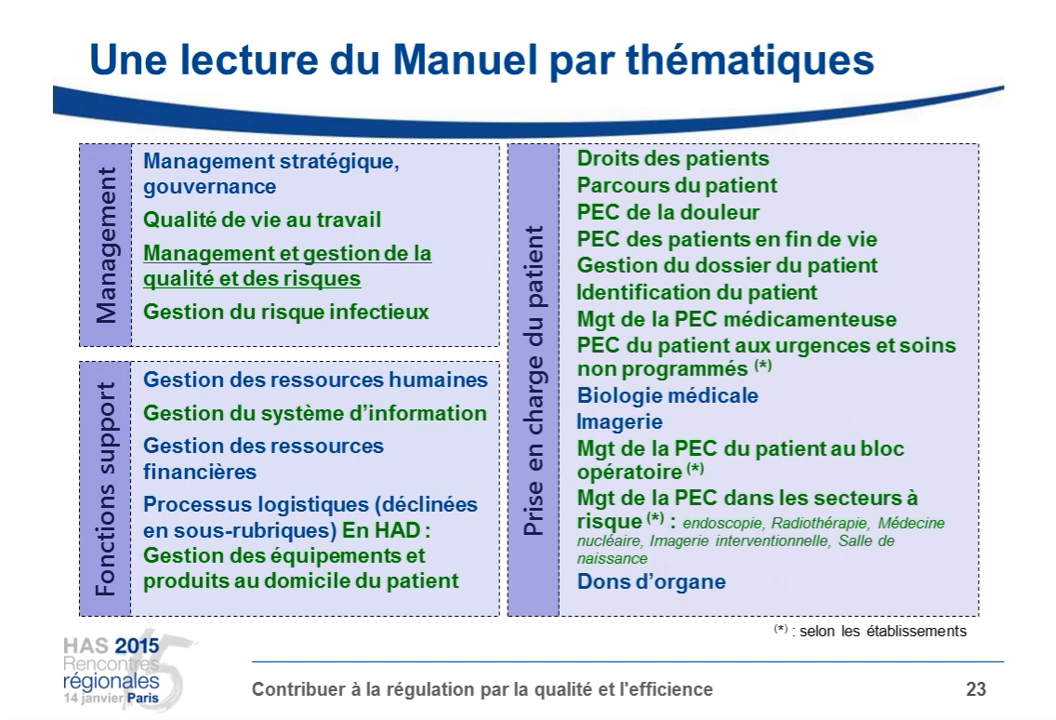 Une lecture du Manuel par thématiques
Management
Management stratégique,
gouvernance
Qualité de vie au travail
Management et gestion de la
qualité et des risques
Gestion du risque infectieux
Fonctions support
Gestion des ressources humaines
Gestion du système d’information
Gestion des ressources
financières
Processus logistiques (déclinées
en sous-rubriques) En HAD :
Gestion des équipements et
produits au domicile du patient
Prise en charge du patient
Droits des patients
Parcours du patient
PEC de la douleur
PEC des patients en fin de vie
Gestion du dossier du patient
Identification du patient
Mgt de la PEC médicamenteuse
PEC du patient aux urgences et soins
non programmés (*)
Biologie médicale
Imagerie
Mgt de la PEC du patient au bloc
opératoire (*)
Mgt de la PEC dans les secteurs à
risque (*) : endoscopie, Radiothérapie, Médecine
nucléaire, Imagerie interventionnelle, Salle de
naissance
Dons d’organe
(*) : selon les établissements
HAS 2015
Rencontres
régionales
14 janvier Paris
15
Contribuer à la régulation par la qualité et l'efficience
23